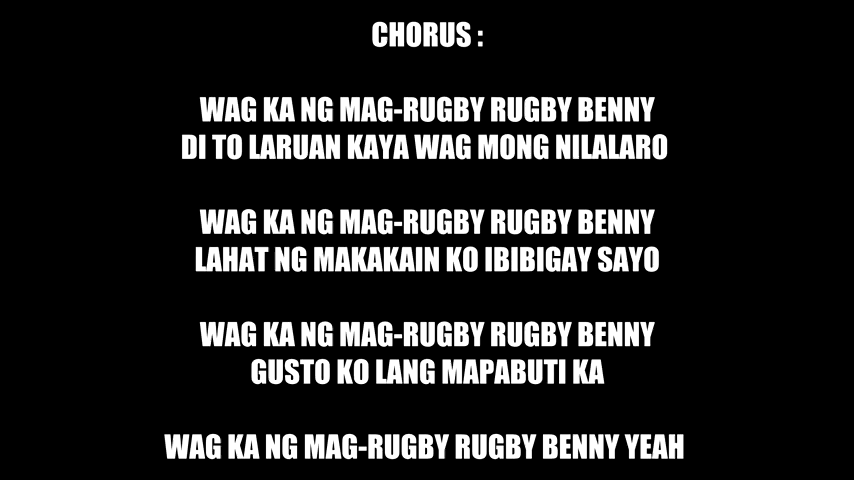 CHORUS :
WAG KA NG MAG-RUGBY RUGBY BENNY
DI TO LARUAN KAYA WAG MONG NILALARO
WAG KA NG MAG-RUGBY RUGBY BENNY
LAHAT NG MAKAKAIN KO IBIBIGAY SAYO
WAG KA NG MAG-RUGBY RUGBY BENNY
GUSTO KO LANG MAPABUTI KA
WAG KA NG MAG-RUGBY RUGBY BENNY YEAH